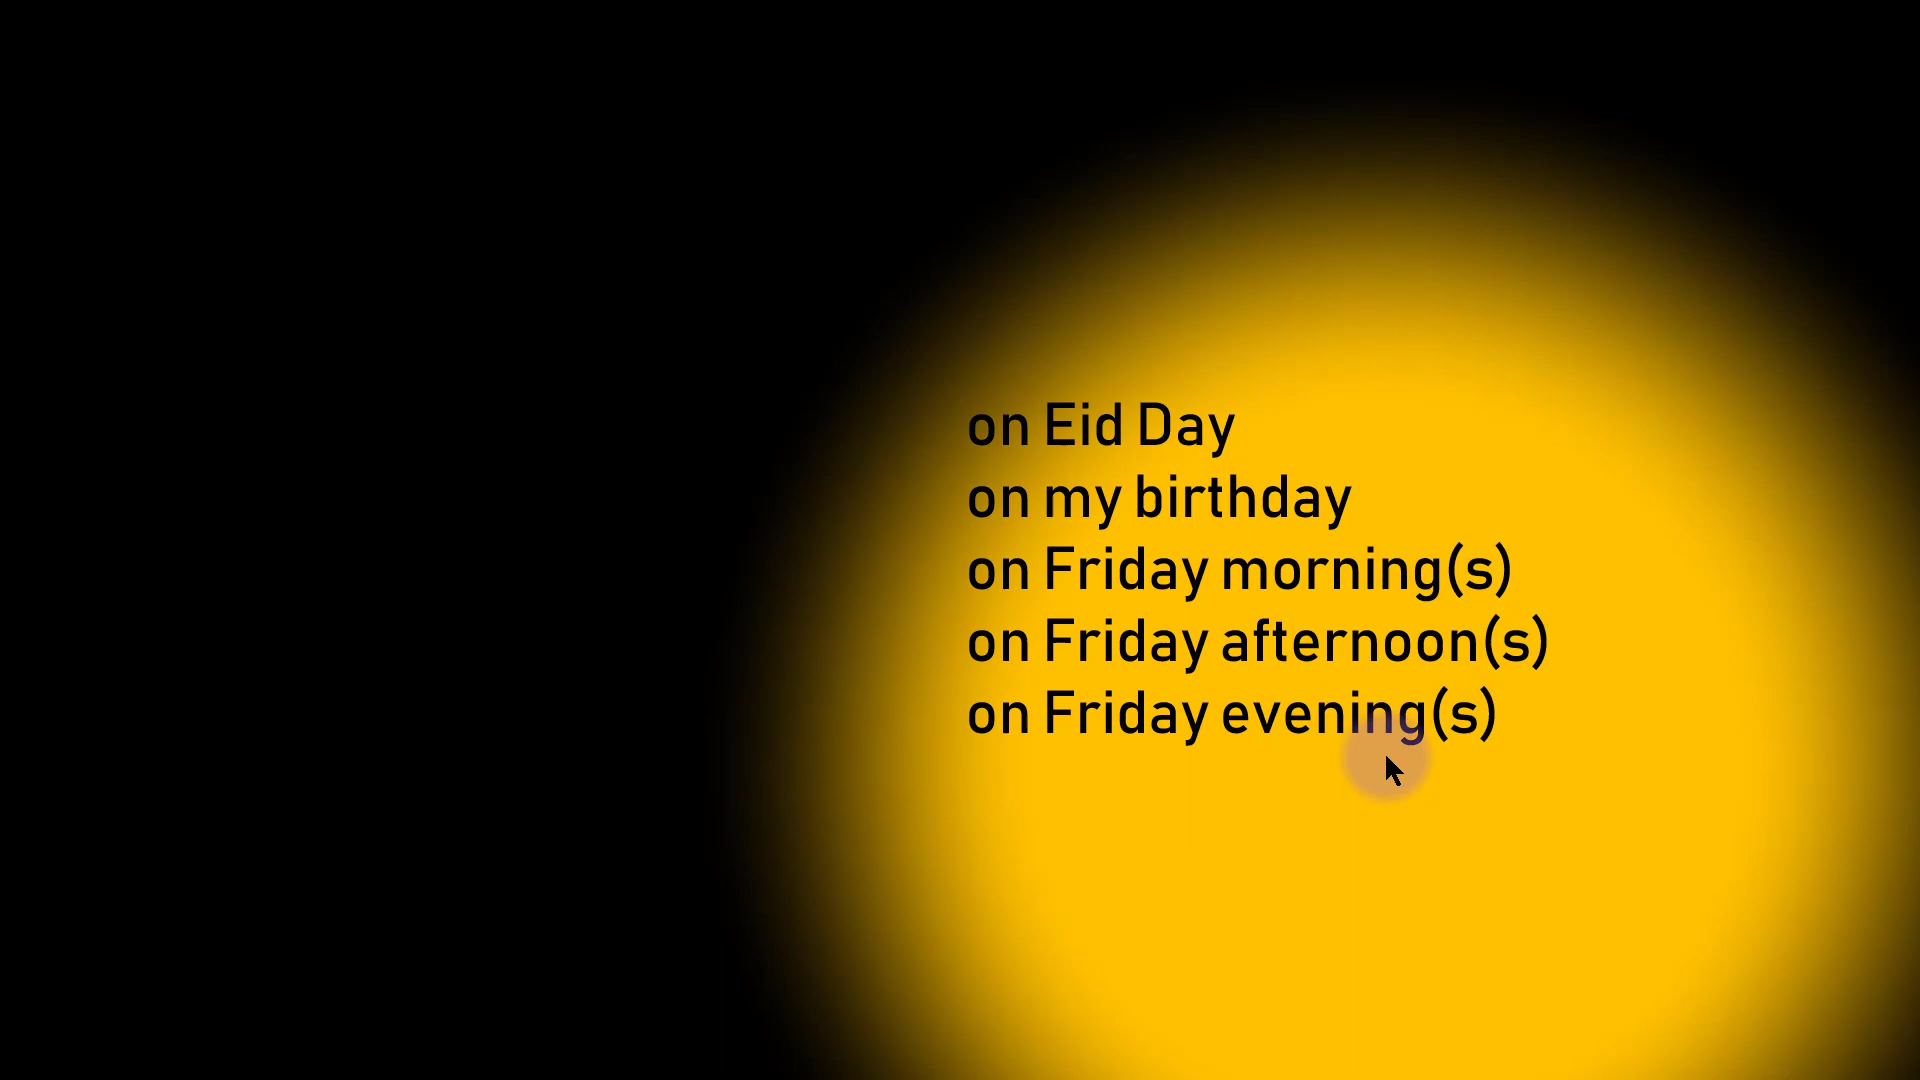 on Eid Day
on my birthday
on Friday morning(s)
on Friday afternoon(s)
on Friday evening(s)